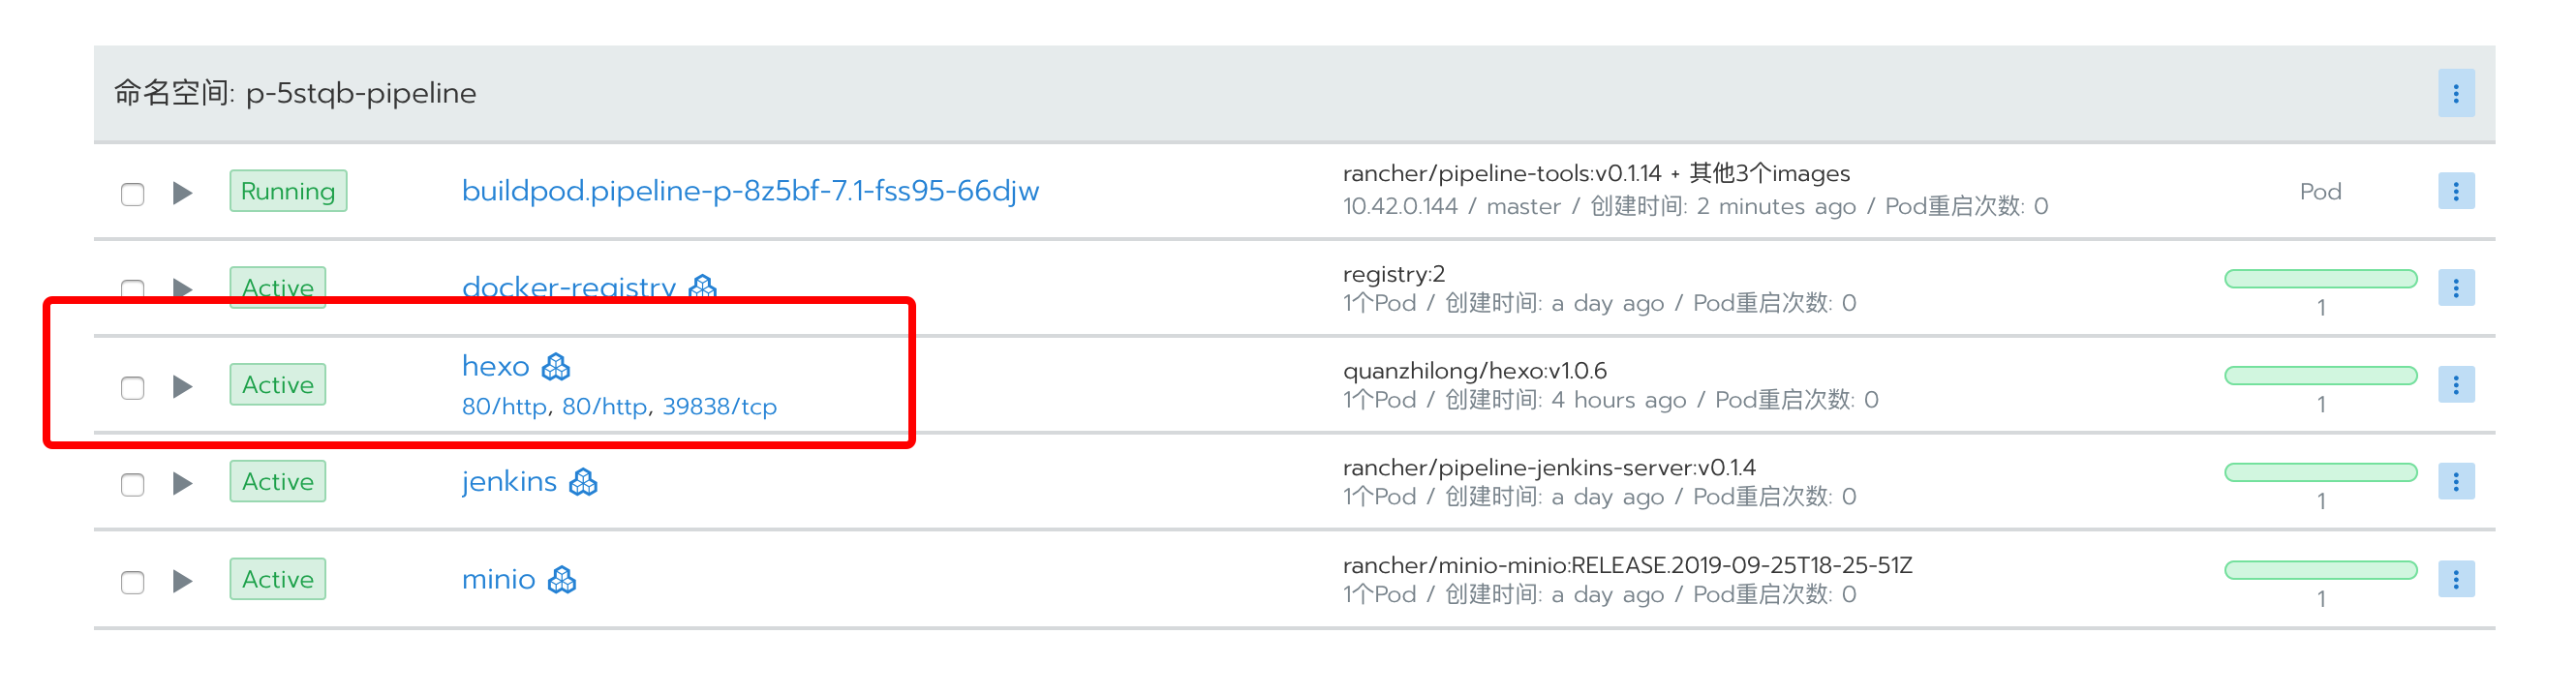 命名空间: p-5stqb-pipeline
Running
buildpod.pipeline-p-8z5bf-7.1-fss95-66djw
rancher/pipeline-tools:v0.1.14 + 其他3个images
10.42.0.144 / master / 创建时间: 2 minutes ago / Pod重启次数: 0
Pod
Active
docker-registry
registry:2
1个Pod / 创建时间: a day ago / Pod重启次数: 0
1
Active
hexo
80/http, 80/http, 39838/tcp
quanzhilong/hexo:v1.0.6
1个Pod / 创建时间: 4 hours ago / Pod重启次数: 0
1
Active
jenkins
rancher/pipeline-jenkins-server:v0.1.4
1个Pod / 创建时间: a day ago / Pod重启次数: 0
1
Active
minio
rancher/minio-minio:RELEASE.2019-09-25T18-25-51Z
1个Pod / 创建时间: a day ago / Pod重启次数: 0
1